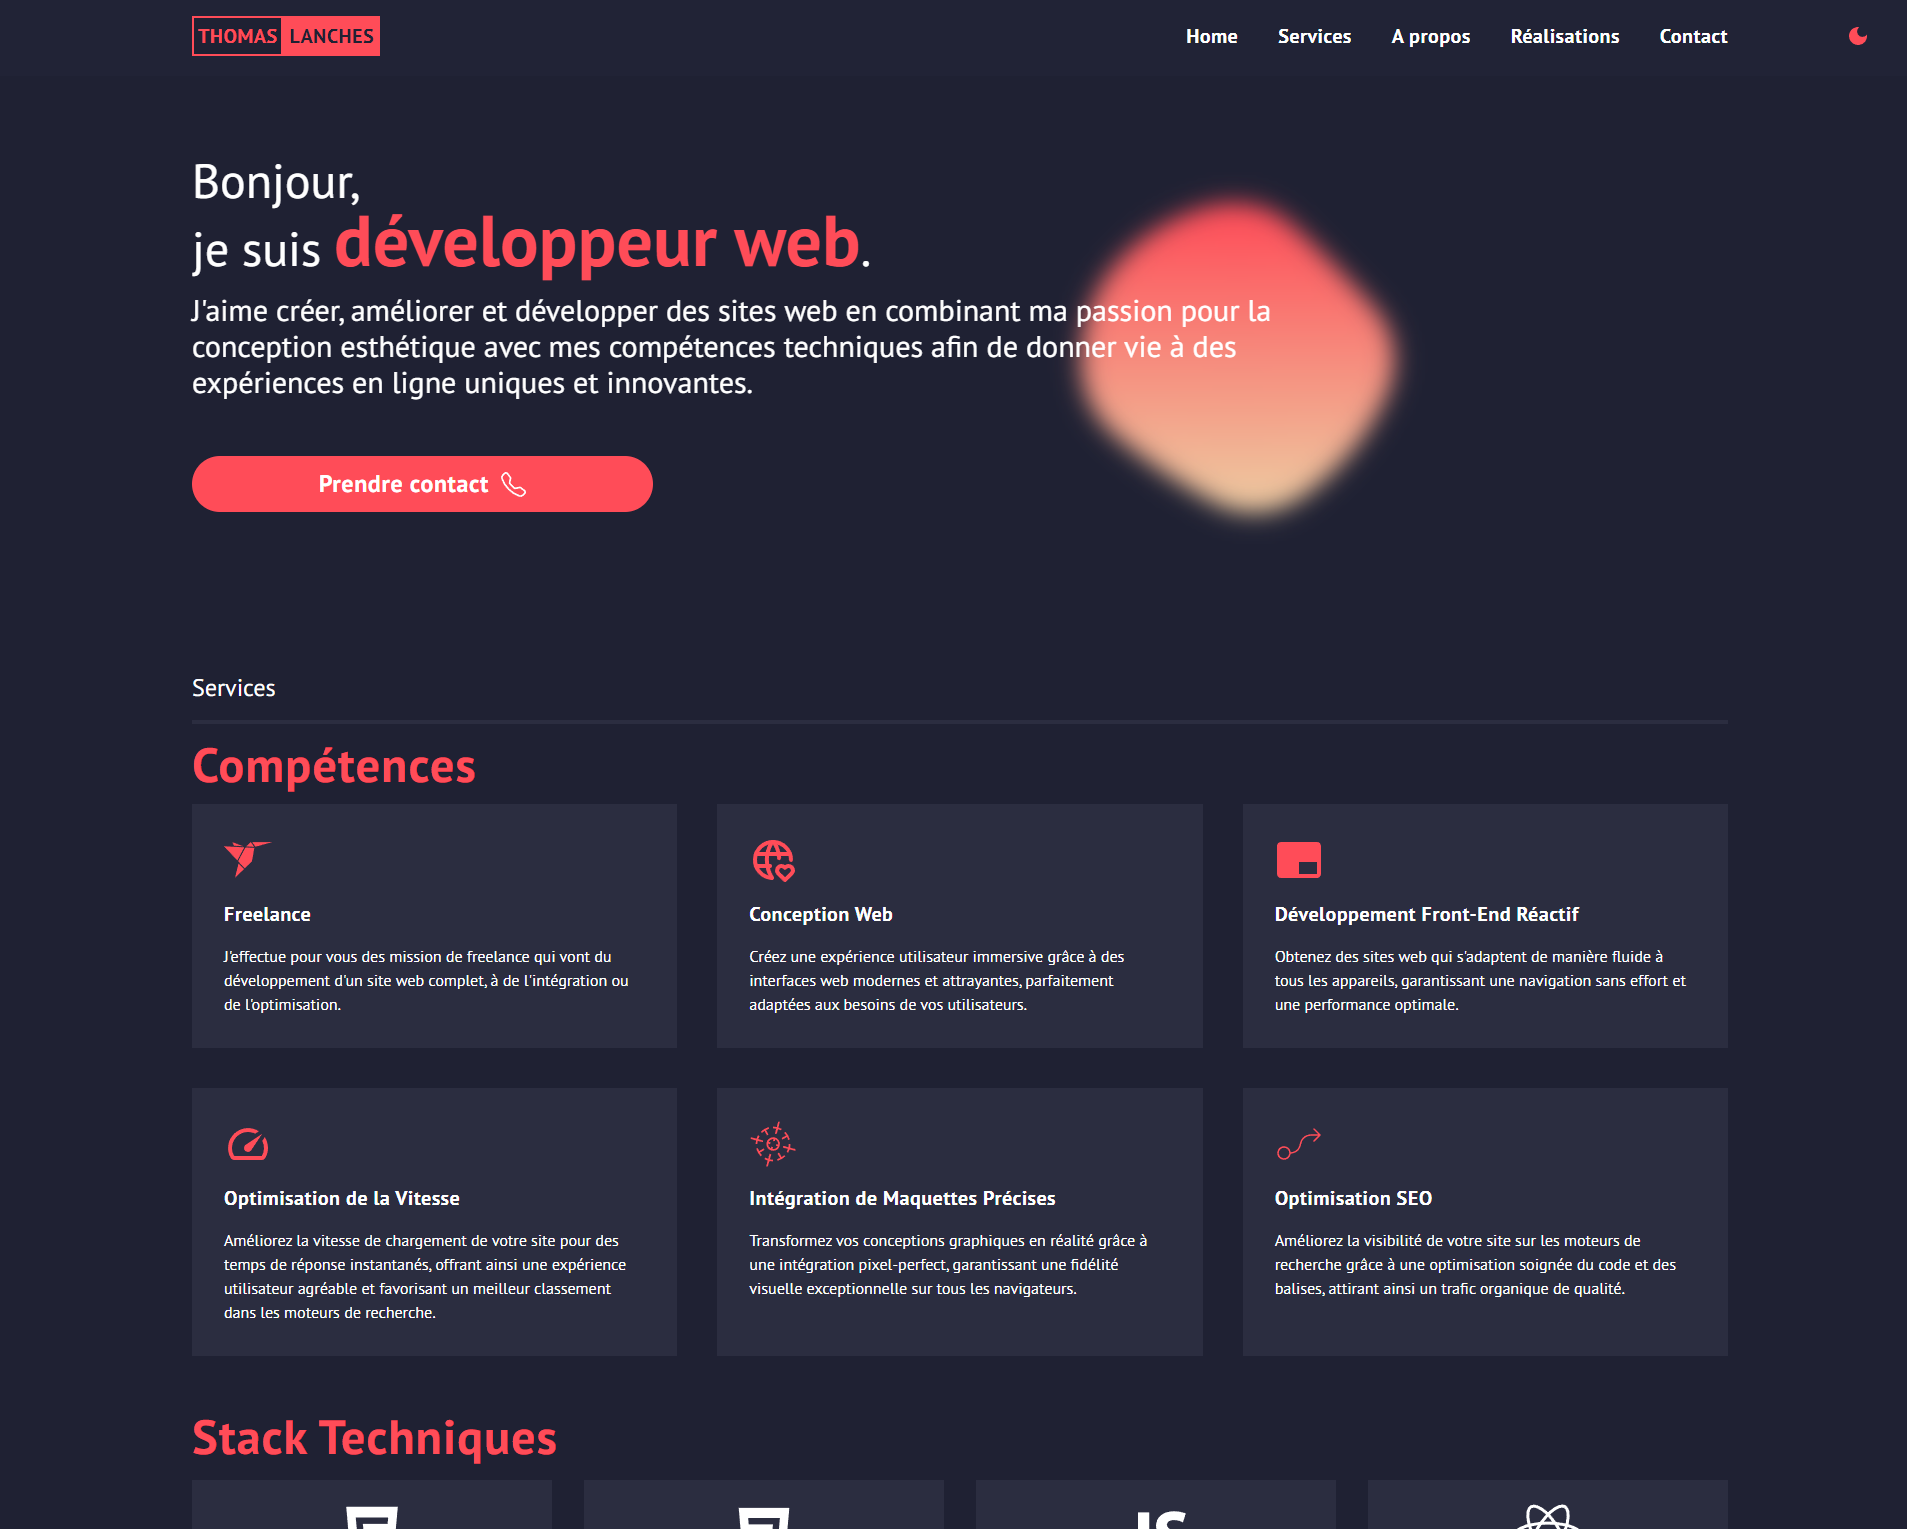 THOMAS LANCHES
Home Services A propos Réalisations Contact
Bonjour,
je suis développeur web.
J'aime créer, améliorer et développer des sites web en combinant ma passion pour la
conception esthétique avec mes compétences techniques afin de donner vie à des
expériences en ligne uniques et innovantes.
Prendre contact
Services
Compétences
Freelance
J'effectue pour vous des mission de freelance qui vont du
développement d'un site web complet, à de l'intégration ou
de l'optimisation.
Conception Web
Créez une expérience utilisateur immersive grâce à des
interfaces web modernes et attrayantes, parfaitement
adaptées aux besoins de vos utilisateurs.
Développement Front-End Réactif
Obtenez des sites web qui s'adaptent de manière fluide à
tous les appareils, garantissant une navigation sans effort et
une performance optimale.
Optimisation de la Vitesse
Améliorez la vitesse de chargement de votre site pour des
temps de réponse instantanés, offrant ainsi une expérience
utilisateur agréable et favorisant un meilleur classement
dans les moteurs de recherche.
Intégration de Maquettes Précises
Transformez vos conceptions graphiques en réalité grâce à
une intégration pixel-perfect, garantissant une fidélité
visuelle exceptionnelle sur tous les navigateurs.
Optimisation SEO
Améliorez la visibilité de votre site sur les moteurs de
recherche grâce à une optimisation soignée du code et des
balises, attirant ainsi un trafic organique de qualité.
Stack Techniques
JS